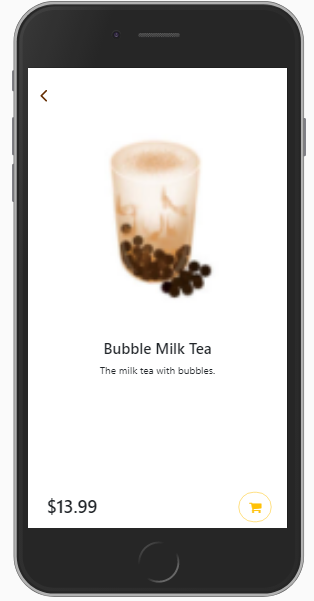 Bubble Milk Tea
The milk tea with bubbles.
$13.99